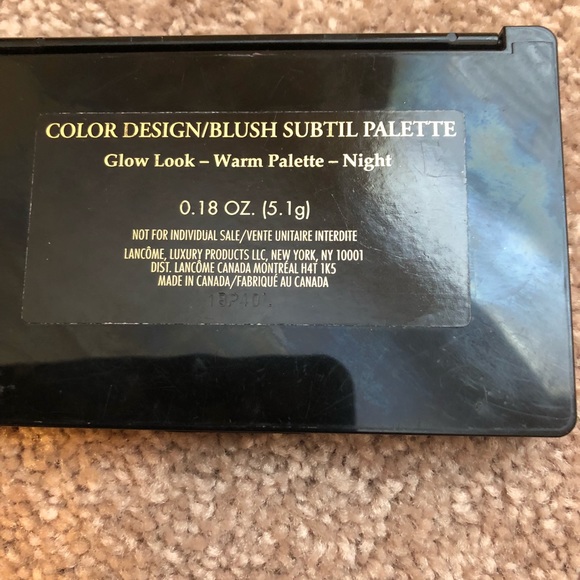 COLOR DESIGN/BLUSH SUBTIL PALETTE
Glow Look – Warm Palette – Night
0.18 OZ. (5.1g)
NOT FOR INDIVIDUAL SALE/VENTE UNITAIRE INTERDITE
LANCÔME, LUXURY PRODUCTS LLC, NEW YORK, NY 10001
DIST. LANCÔME CANADA MONTRÉAL H4T 1K5
MADE IN CANADA/FABRIQUÉ AU CANADA